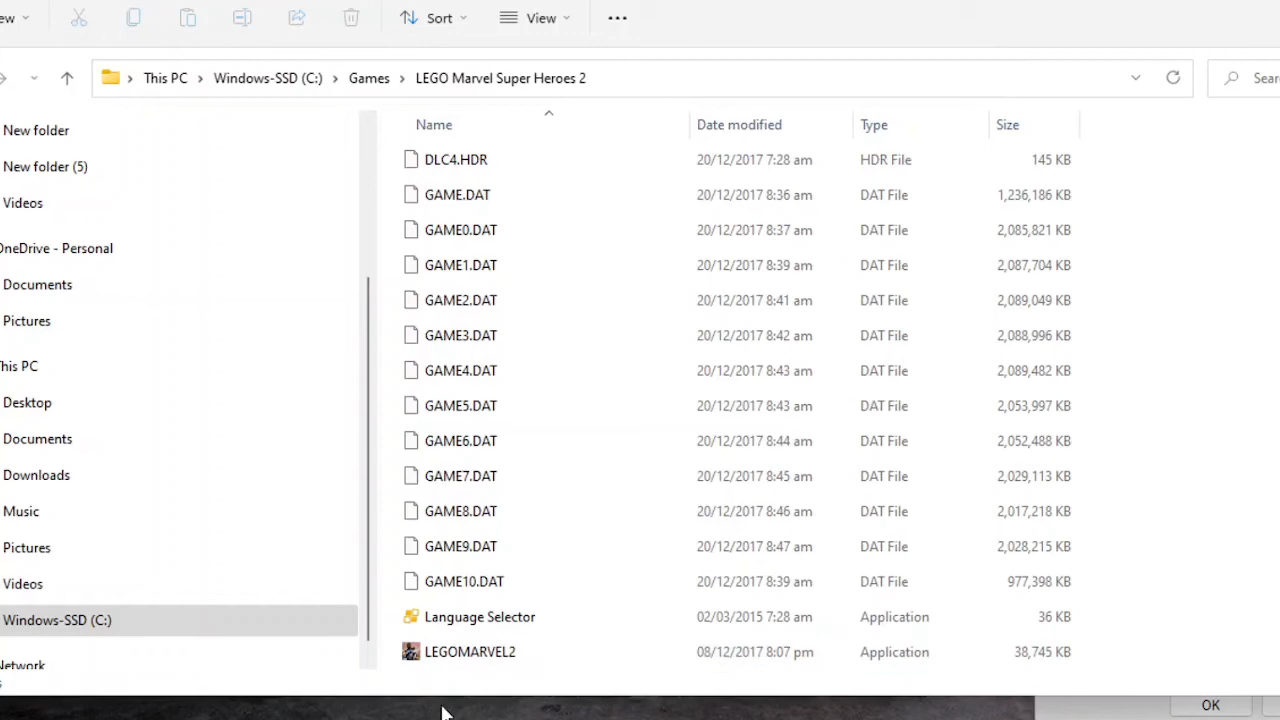 ew Sort View •••
This PC > Windows-SSD (C:) > Games > LEGO Marvel Super Heroes 2 Sear
New folder
New folder (5)
Videos
OneDrive - Personal
Documents
Pictures
This PC
Desktop
Documents
Downloads
Music
Pictures
Videos
Windows-SSD (C:)
Network
s
Name Date modified Type Size
DLC4.HDR 20/12/2017 7:28 am HDR File 145 KB
GAME.DAT 20/12/2017 8:36 am DAT File 1,236,186 KB
GAME0.DAT 20/12/2017 8:37 am DAT File 2,085,821 KB
GAME1.DAT 20/12/2017 8:39 am DAT File 2,087,704 KB
GAME2.DAT 20/12/2017 8:41 am DAT File 2,089,049 KB
GAME3.DAT 20/12/2017 8:42 am DAT File 2,088,996 KB
GAME4.DAT 20/12/2017 8:43 am DAT File 2,089,482 KB
GAME5.DAT 20/12/2017 8:43 am DAT File 2,053,997 KB
GAME6.DAT 20/12/2017 8:44 am DAT File 2,052,488 KB
GAME7.DAT 20/12/2017 8:45 am DAT File 2,029,113 KB
GAME8.DAT 20/12/2017 8:46 am DAT File 2,017,218 KB
GAME9.DAT 20/12/2017 8:47 am DAT File 2,028,215 KB
GAME10.DAT 20/12/2017 8:39 am DAT File 977,398 KB
Language Selector 02/03/2015 7:28 am Application 36 KB
LEGOMARVEL2 08/12/2017 8:07 pm Application 38,745 KB
OK